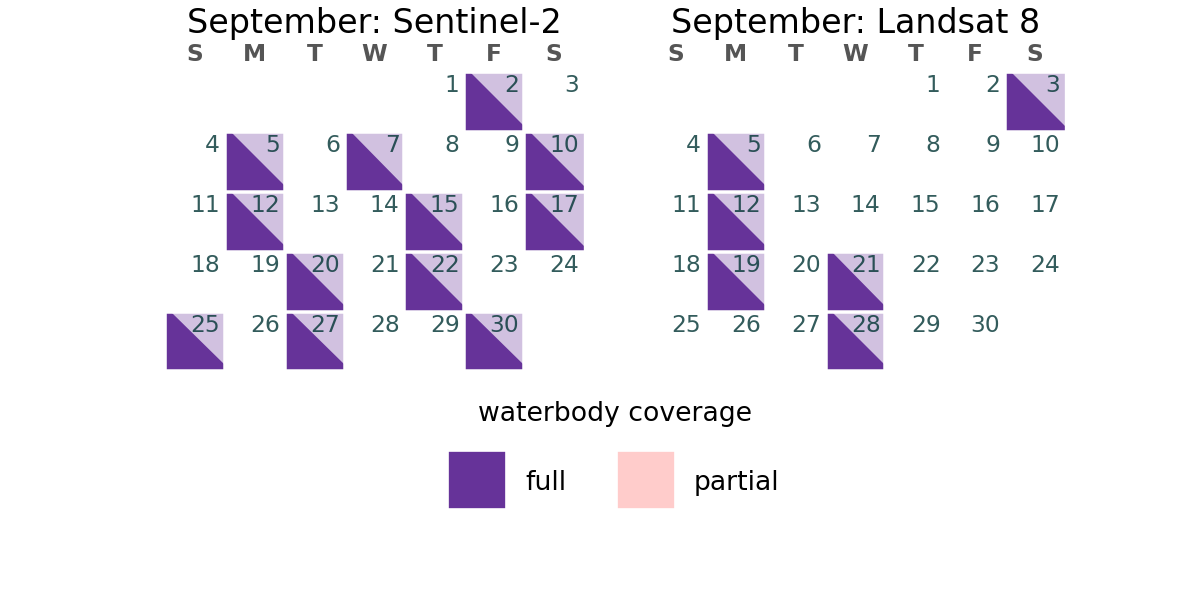 September: Sentinel-2
S M T W T F S
1 2 3
4 5 6 7 8 9 10
11 12 13 14 15 16 17
18 19 20 21 22 23 24
25 26 27 28 29 30
September: Landsat 8
S M T W T F S
1 2 3
4 5 6 7 8 9 10
11 12 13 14 15 16 17
18 19 20 21 22 23 24
25 26 27 28 29 30
waterbody coverage
full partial